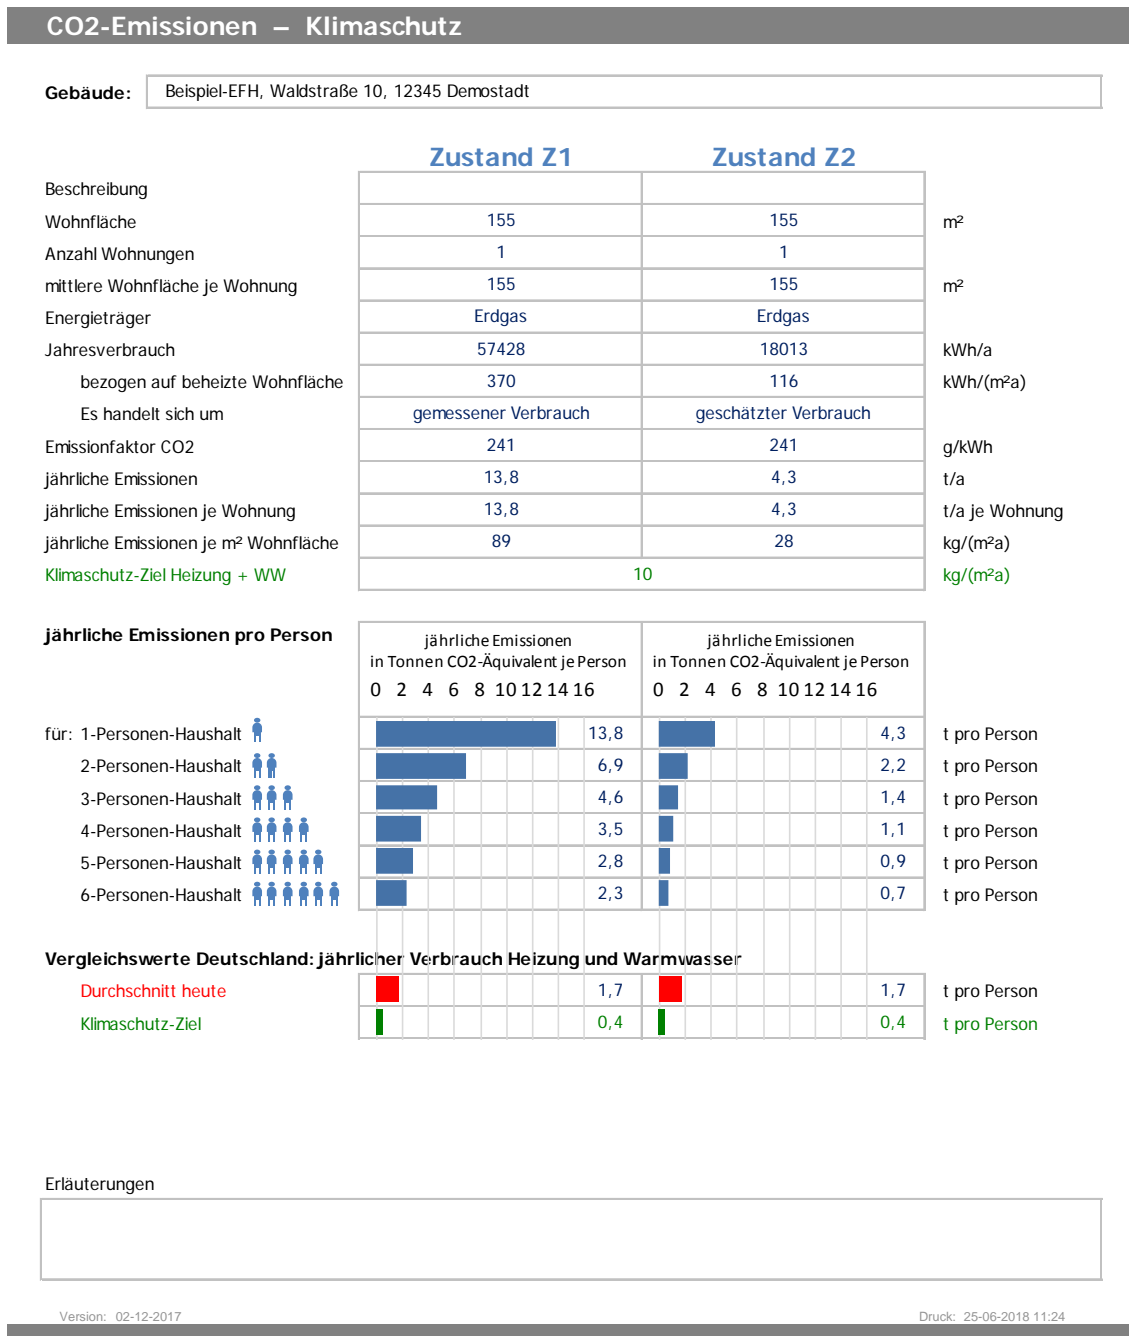 CO2-Emissionen – Klimaschutz
Gebäude: Beispiel-EFH, Waldstraße 10, 12345 Demostadt
Zustand Z1 Zustand Z2
Beschreibung
Wohnfläche 155 155 m²
Anzahl Wohnungen 1 1
mittlere Wohnfläche je Wohnung 155 155 m²
Energieträger Erdgas Erdgas
Jahresverbrauch 57428 18013 kWh/a
bezogen auf beheizte Wohnfläche 370 116 kWh/(m²a)
Es handelt sich um gemessener Verbrauch geschätzter Verbrauch
Emissionfaktor CO2 241 241 g/kWh
jährliche Emissionen 13,8 4,3 t/a
jährliche Emissionen je Wohnung 13,8 4,3 t/a je Wohnung
jährliche Emissionen je m² Wohnfläche 89 28 kg/(m²a)
Klimaschutz-Ziel Heizung + WW 10 kg/(m²a)
jährliche Emissionen pro Person
jährliche Emissionen jährliche Emissionen
in Tonnen CO2-Äquivalent je Person in Tonnen CO2-Äquivalent je Person
0 2 4 6 8 10 12 14 16 0 2 4 6 8 10 12 14 16
für: 1-Personen-Haushalt 13,8 4,3 t pro Person
2-Personen-Haushalt 6,9 2,2 t pro Person
3-Personen-Haushalt 4,6 1,4 t pro Person
4-Personen-Haushalt 3,5 1,1 t pro Person
5-Personen-Haushalt 2,8 0,9 t pro Person
6-Personen-Haushalt 2,3 0,7 t pro Person
Vergleichswerte Deutschland: jährlicher Verbrauch Heizung und Warmwasser
Durchschnitt heute 1,7 1,7 t pro Person
Klimaschutz-Ziel 0,4 0,4 t pro Person
Erläuterungen
Version: 02-12-2017 Druck: 25-06-2018 11:24